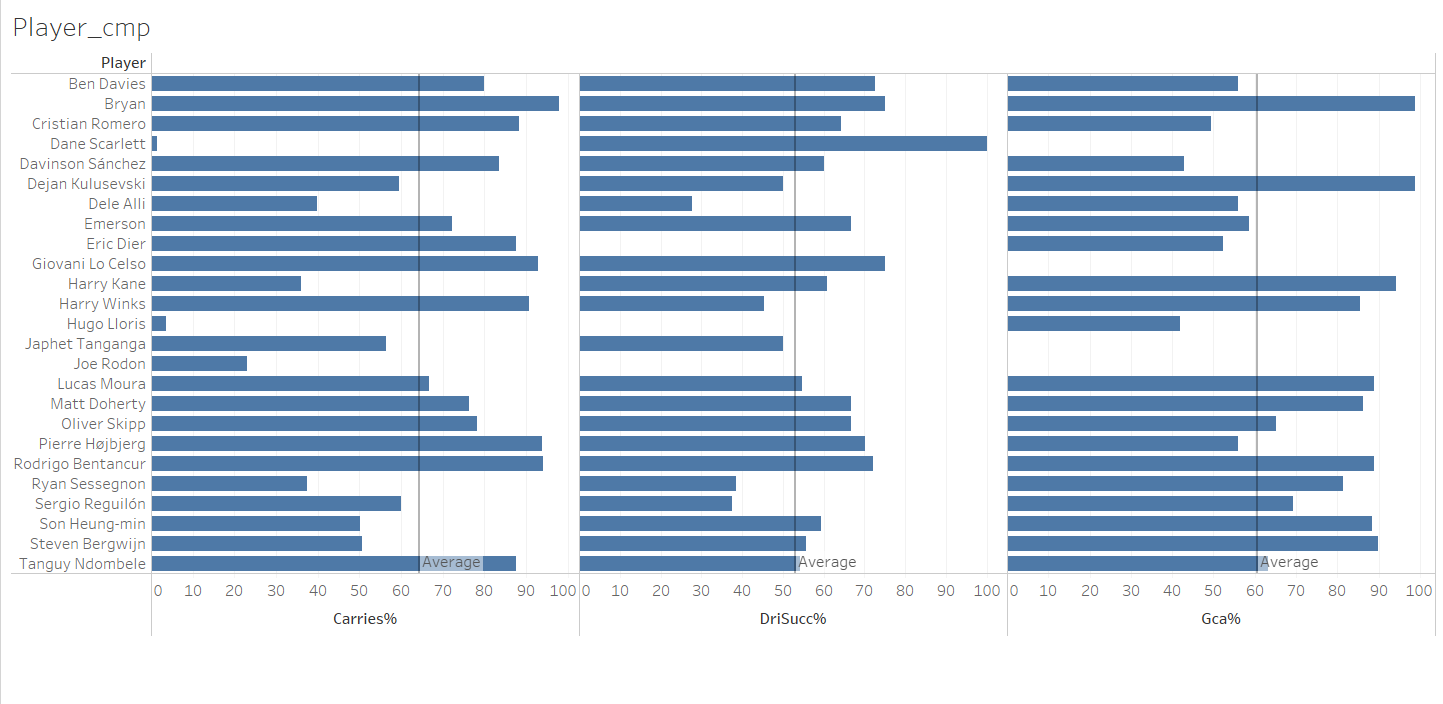 Player_cmp
Player
Ben Davies
Bryan
Cristian Romero
Dane Scarlett
Davinson Sánchez
Dejan Kulusevski
Dele Alli
Emerson
Eric Dier
Giovani Lo Celso
Harry Kane
Harry Winks
Hugo Lloris
Japhet Tanganga
Joe Rodon
Lucas Moura
Matt Doherty
Oliver Skipp
Pierre Højbjerg
Rodrigo Bentancur
Ryan Sessegnon
Sergio Reguilón
Son Heung-min
Steven Bergwijn
Tanguy Ndombele
Average Average Average
0 10 20 30 40 50 60 70 80 90 100 0 10 20 30 40 50 60 70 80 90 100 0 10 20 30 40 50 60 70 80 90 100
Carries% DriSucc% Gca%